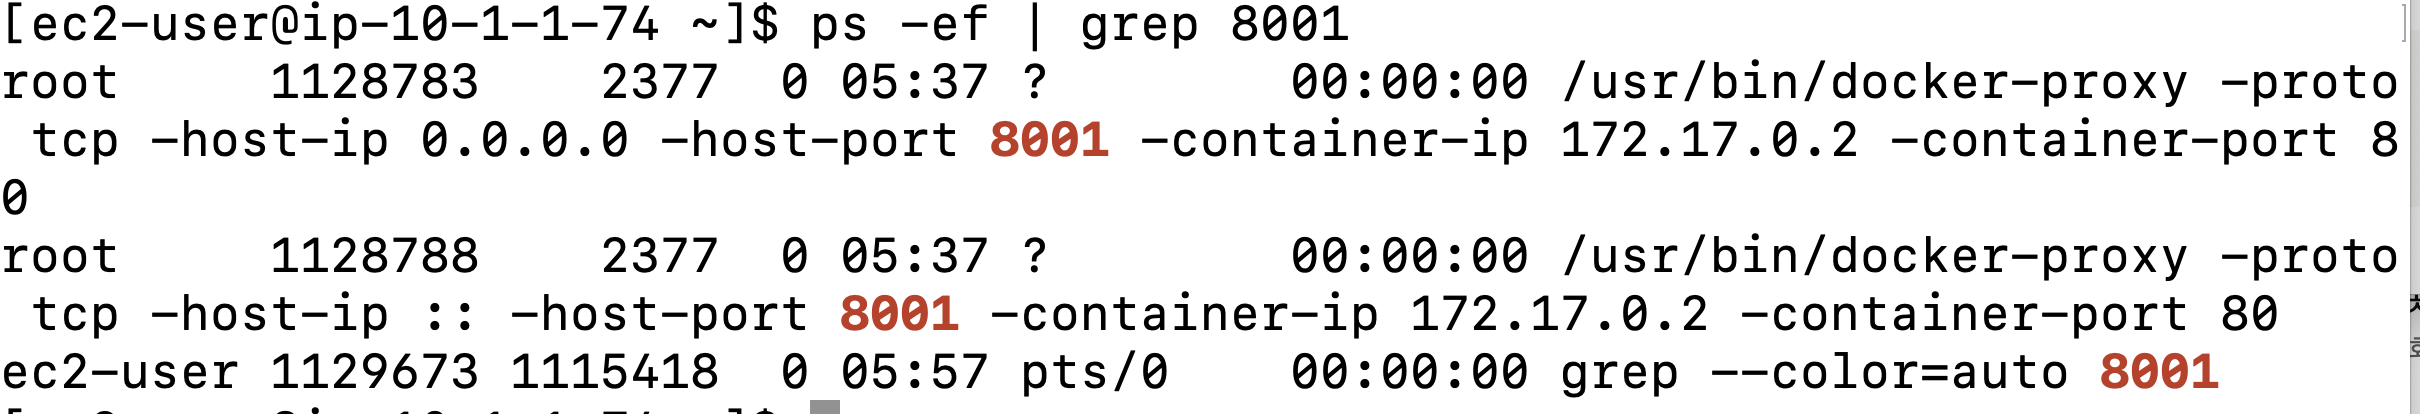 [ec2-user@ip-10-1-1-74 ~]$ ps -ef | grep 8001
root     1128783    2377  0 05:37 ?        00:00:00 /usr/bin/docker-proxy -proto
 tcp -host-ip 0.0.0.0 -host-port 8001 -container-ip 172.17.0.2 -container-port 8
0
root     1128788    2377  0 05:37 ?        00:00:00 /usr/bin/docker-proxy -proto
 tcp -host-ip :: -host-port 8001 -container-ip 172.17.0.2 -container-port 80
ec2-user 1129673 1115418  0 05:57 pts/0    00:00:00 grep --color=auto 8001